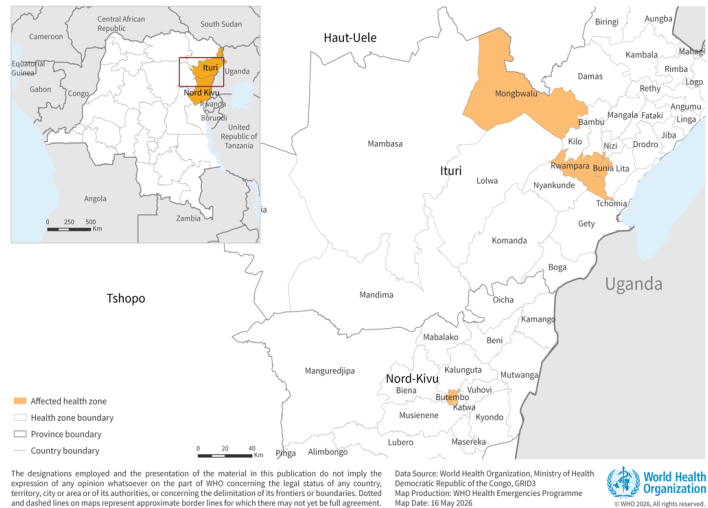 Central African
Republic
South Sudan
Cameroon
Equatorial
Guinea
Gabon
Congo
Ituri
Uganda
Nord Kivu
Rwanda
Burundi
United
Republic of
Tanzania
Angola
Zambia
0 250 500
Km
Haut-Uele
Biringi
Aungba
Kambala
Mahagi
Rimba
Damas
Logo
Rethy
Mongbwalu
Angumu
Mangala
Fataki
Linga
Bambu
Jiba
Mambasa
Kilo
Nizi
Drodro
Ituri
Rwampara
Bunia
Lita
Lolwa
Nyankunde
Tchomia
ia
Gety
Komanda
Boga
Uganda
Tshopo
Mandima
Oicha
Kamango
Mabalako
Beni
Manguredjipa
Kalunguta
Mutwanga
Nord-Kivu
Biena
Vuhovi
Butembo
Katwa
Musienene
Kyondo
Lubero
Masereka
Pinga
Alimbongo
Affected health zone
Health zone boundary
Province boundary
Country boundary
0 20 40
Km
The designations employed and the presentation of the material in this publication do not imply the
expression of any opinion whatsoever on the part of WHO concerning the legal status of any country,
territory, city or area or of its authorities, or concerning the delimitation of its frontiers or boundaries. Dotted
and dashed lines on maps represent approximate border lines for which there may not yet be full agreement.
Data Source: World Health Organization, Ministry of Health
Democratic Republic of the Congo, GRID3
Map Production: WHO Health Emergencies Programme
Map Date: 16 May 2026
World Health
Organization
© WHO 2026, All rights reserved.